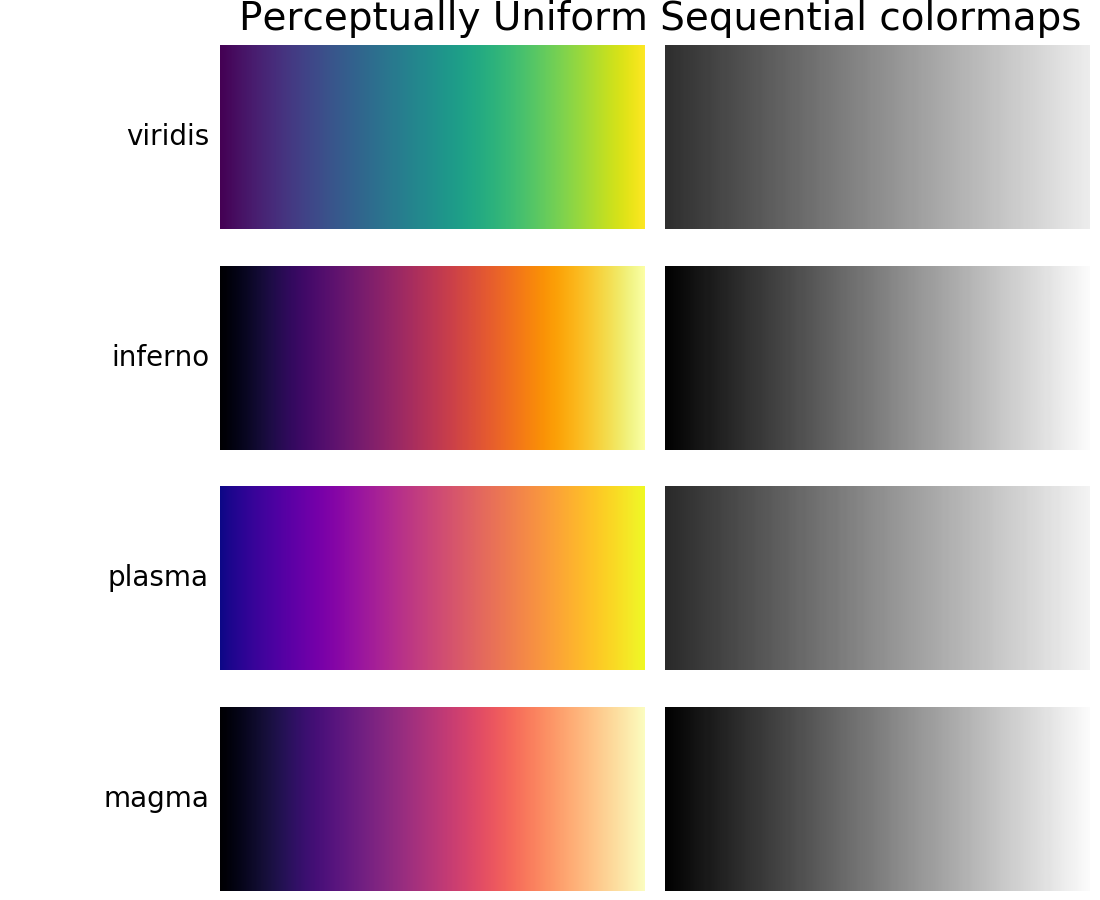 Perceptually Uniform Sequential colormaps
viridis
inferno
plasma
magma